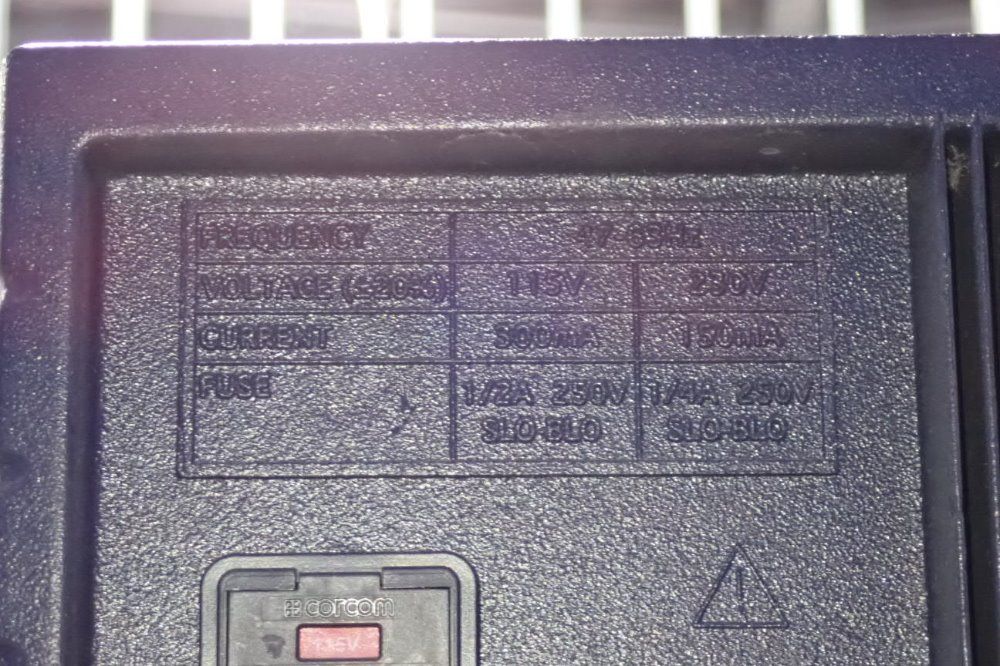 FREQUENCY 47-63Hz
VOLTAGE (±20%) 115V 230V
CURRENT 300mA 150mA
FUSE 1/2A 250V 1/4A 250V
SLO-BLO SLO-BLO
corcom
115V